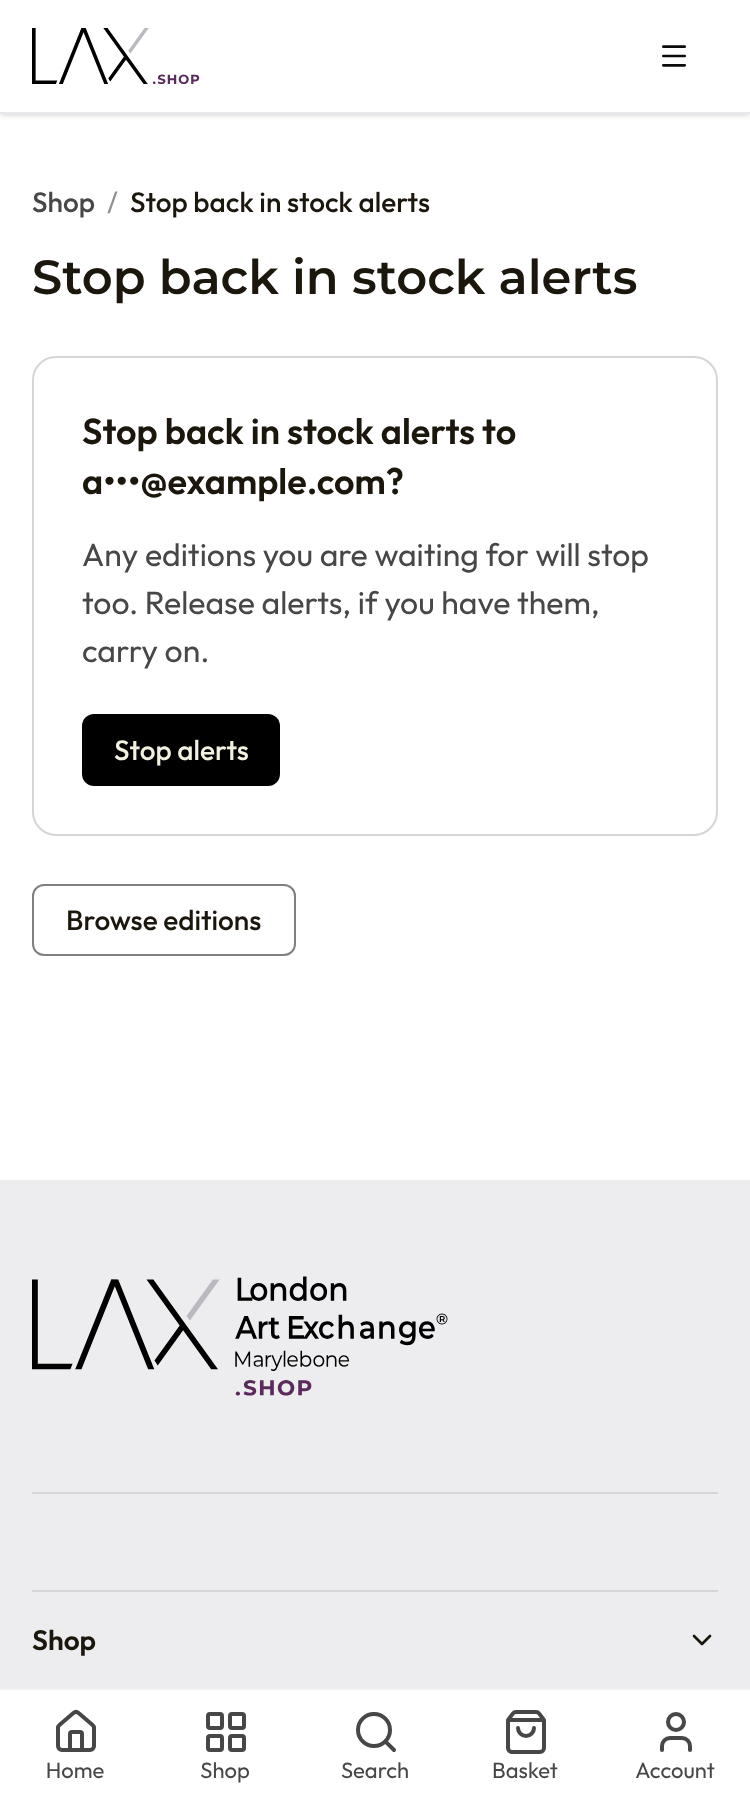 LAX .SHOP
Shop / Stop back in stock alerts
Stop back in stock alerts
Stop back in stock alerts to
a•••@example.com?
Any editions you are waiting for will stop
too. Release alerts, if you have them,
carry on.
Stop alerts
Browse editions
LAX
London
Art Exchange®
Marylebone
.SHOP
Shop
Home
Shop
Search
Basket
Account